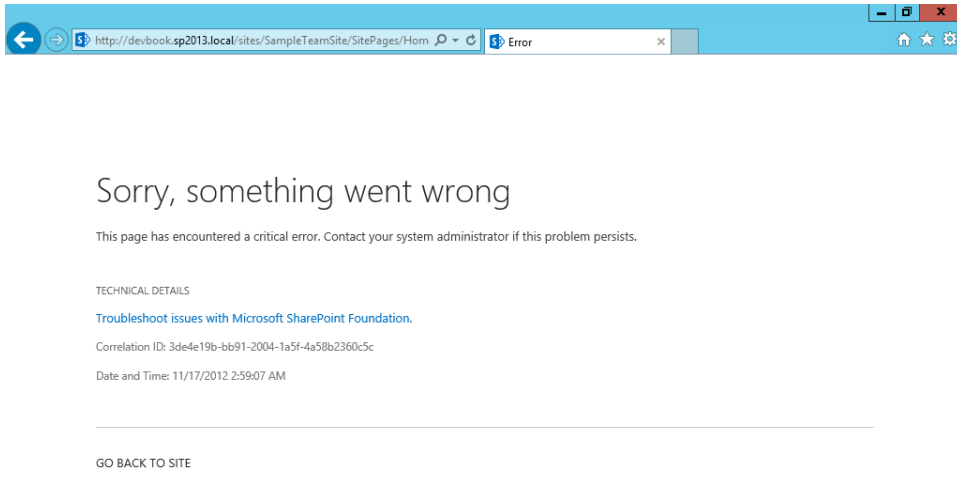 http://devbook.sp2013.local/sites/SampleTeamSite/SitePages/Hom
Error
Sorry, something went wrong
This page has encountered a critical error. Contact your system administrator if this problem persists.
TECHNICAL DETAILS
Troubleshoot issues with Microsoft SharePoint Foundation.
Correlation ID: 3de4e19b-bb91-2004-1a5f-4a58b2360c5c
Date and Time: 11/17/2012 2:59:07 AM
GO BACK TO SITE